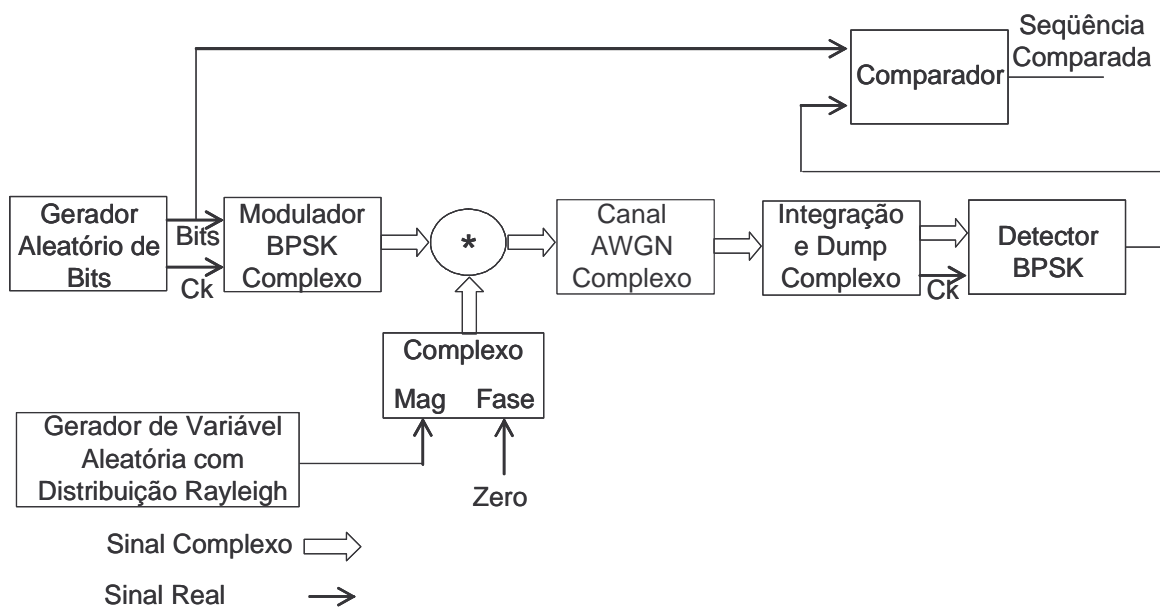 Seqüência
Comparada
Comparador
Gerador
Aleatório de
Bits
Bits
Ck
Modulador
BPSK
Complexo
*
Canal
AWGN
Complexo
Integração
e Dump
Complexo
Ck
Detector
BPSK
Complexo
Mag Fase
Gerador de Variável
Aleatória com
Distribuição Rayleigh
Zero
Sinal Complexo
Sinal Real